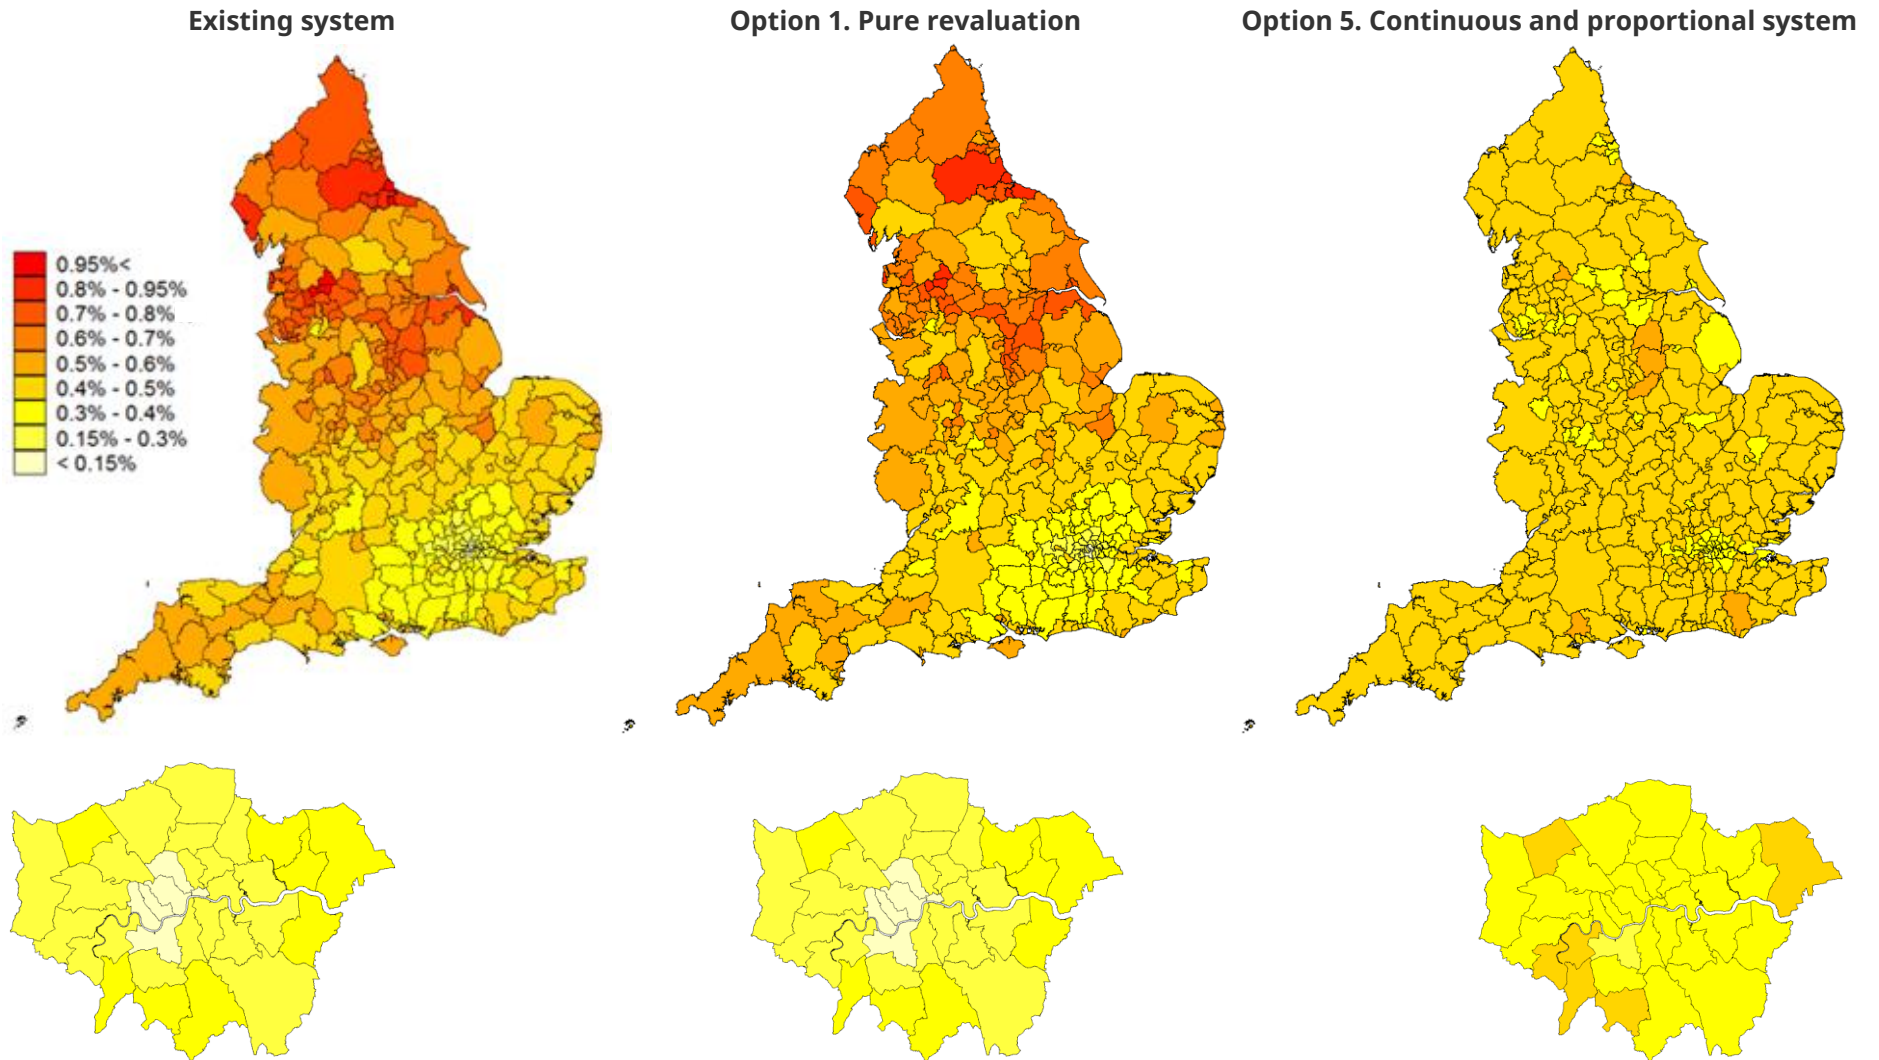 Existing system
Option 1. Pure revaluation
Option 5. Continuous and proportional system
0.95%<
0.8% - 0.95%
0.7% - 0.8%
0.6% - 0.7%
0.5% - 0.6%
0.4% - 0.5%
0.3% - 0.4%
0.15% - 0.3%
< 0.15%